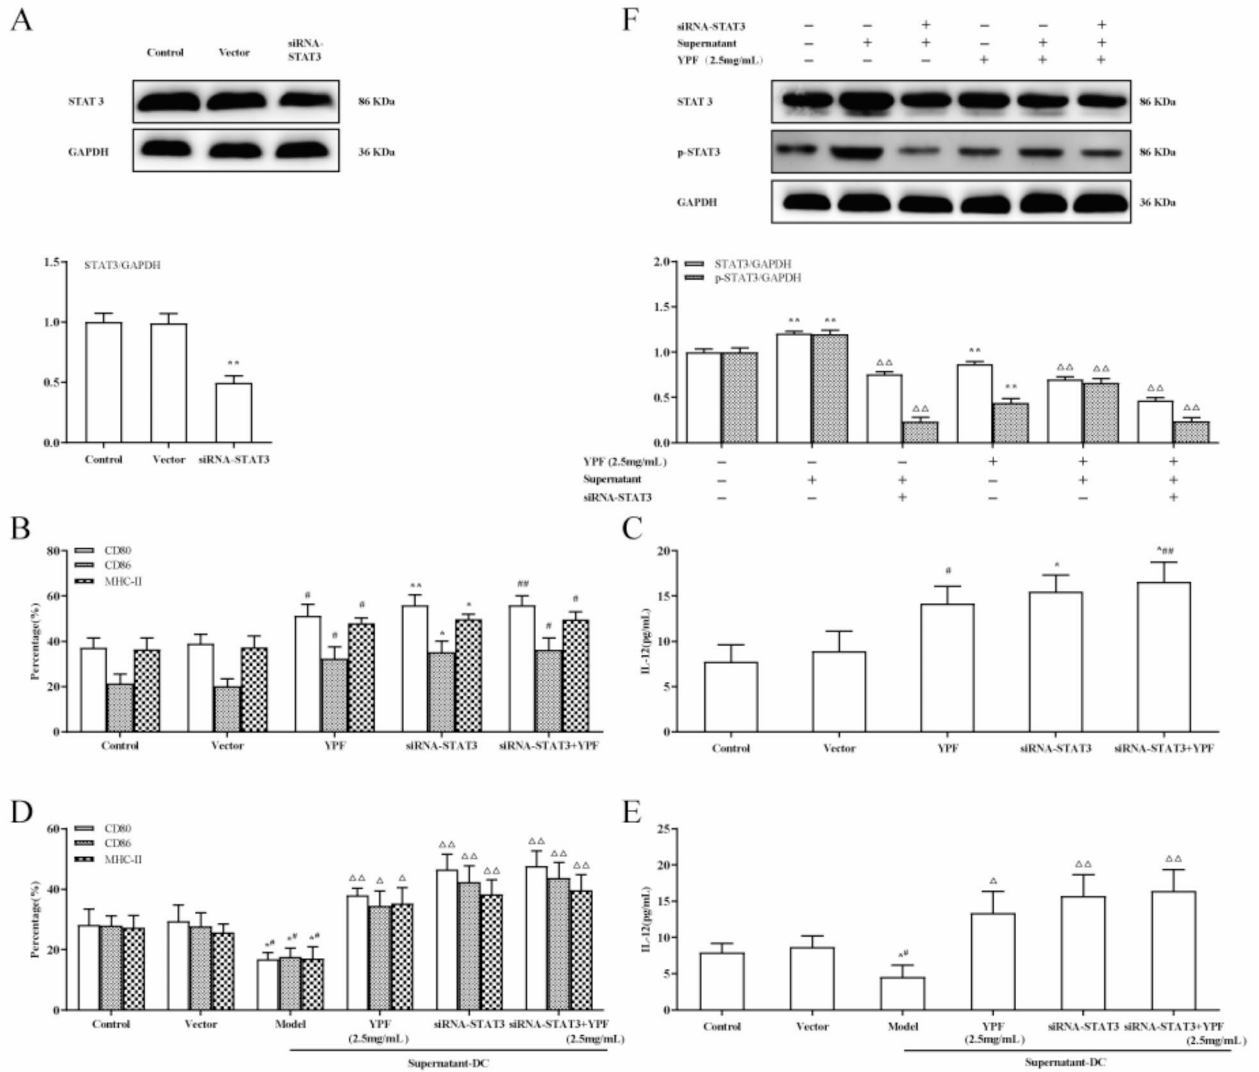 A
Control Vector siRNA-STAT3
STAT 3 86 KDa
GAPDH 36 KDa
1.5 STAT3/GAPDH
1.0
**
0.5
0.0
Control Vector siRNA-STAT3
F
siRNA-STAT3 − − + − − +
Supernatant − + + − + +
YPF (2.5mg/mL) − − − + + +
STAT 3 86 KDa
p-STAT3 86 KDa
GAPDH 36 KDa
2.0 STAT3/GAPDH
p-STAT3/GAPDH
1.5
** ** **
1.0
△△ ** △△ △△ △△
0.5
△△ △△
0.0
YPF (2.5mg/mL) − − − + + +
Supernatant − + + − + +
siRNA-STAT3 − − + − − +
B
80 CD80
CD86
MHC-II
60
40
20
0
Percentage(%)
# # # ** * * ## # #
Control Vector YPF siRNA-STAT3 siRNA-STAT3+YPF
C
20
15
10
5
0
IL-12(pg/mL)
# * *##
Control Vector YPF siRNA-STAT3 siRNA-STAT3+YPF
D
60 CD80
CD86
MHC-II
40
20
0
Percentage(%)
*# *# *# △△ △ △ △△ △△ △△ △△ △△ △△
Control Vector Model YPF siRNA-STAT3 siRNA-STAT3+YPF
(2.5mg/mL) (2.5mg/mL)
Supernatant-DC
E
25
20
15
10
5
0
IL-12(pg/mL)
*# △ △△ △△
Control Vector Model YPF siRNA-STAT3 siRNA-STAT3+YPF
(2.5mg/mL) (2.5mg/mL)
Supernatant-DC